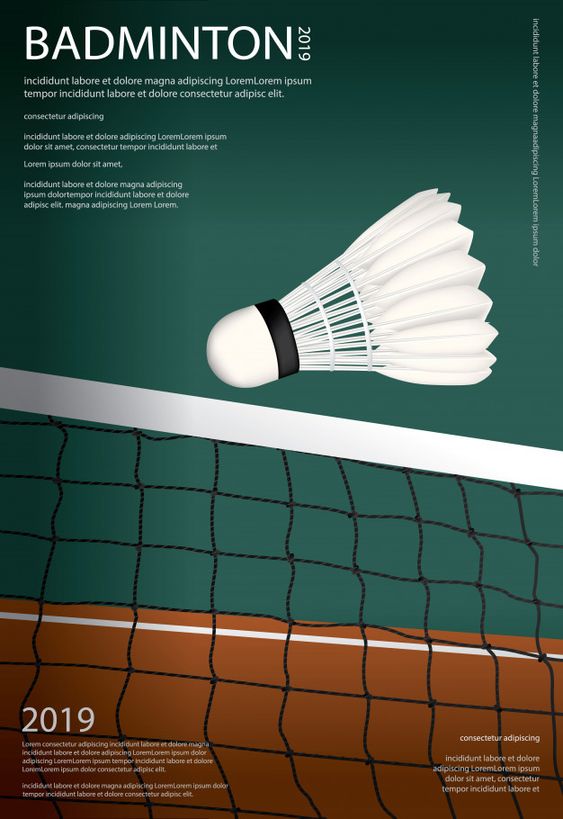 BADMINTON 2019
incididunt labore et dolore magna adipiscing LoremLorem ipsum
tempor incididunt labore et dolore consectetur adipisc elit.
consectetur adipiscing
incididunt labore et dolore adipiscing LoremLorem ipsum
dolor sit amet, consectetur tempor incididunt labore et
Lorem ipsum dolor sit amet,
incididunt labore et dolore magna adipiscing
ipsum dolortempor incididunt labore et dolore
adipisc elit. magna adipiscing Lorem Lorem.
incididunt labore et dolore magnaadipiscing LoremLorem ipsum dolor
2019
Lorem consectetur adipiscing incididunt labore et dolore magna
incididunt labore et dolore magna adipiscing LoremLorem ipsum
adipiscing LoremLorem ipsum incididunt labore et dolore
LoremLorem ipsum consectetur adipisc elit.
incididunt labore et dolore magna adipiscing LoremLorem ipsum
tempor incididunt labore et dolore consectetur adipisc elit.
consectetur adipiscing
incididunt labore et dolore
adipiscing LoremLorem ipsum
dolor sit amet, consectetur
tempor incididunt labore et